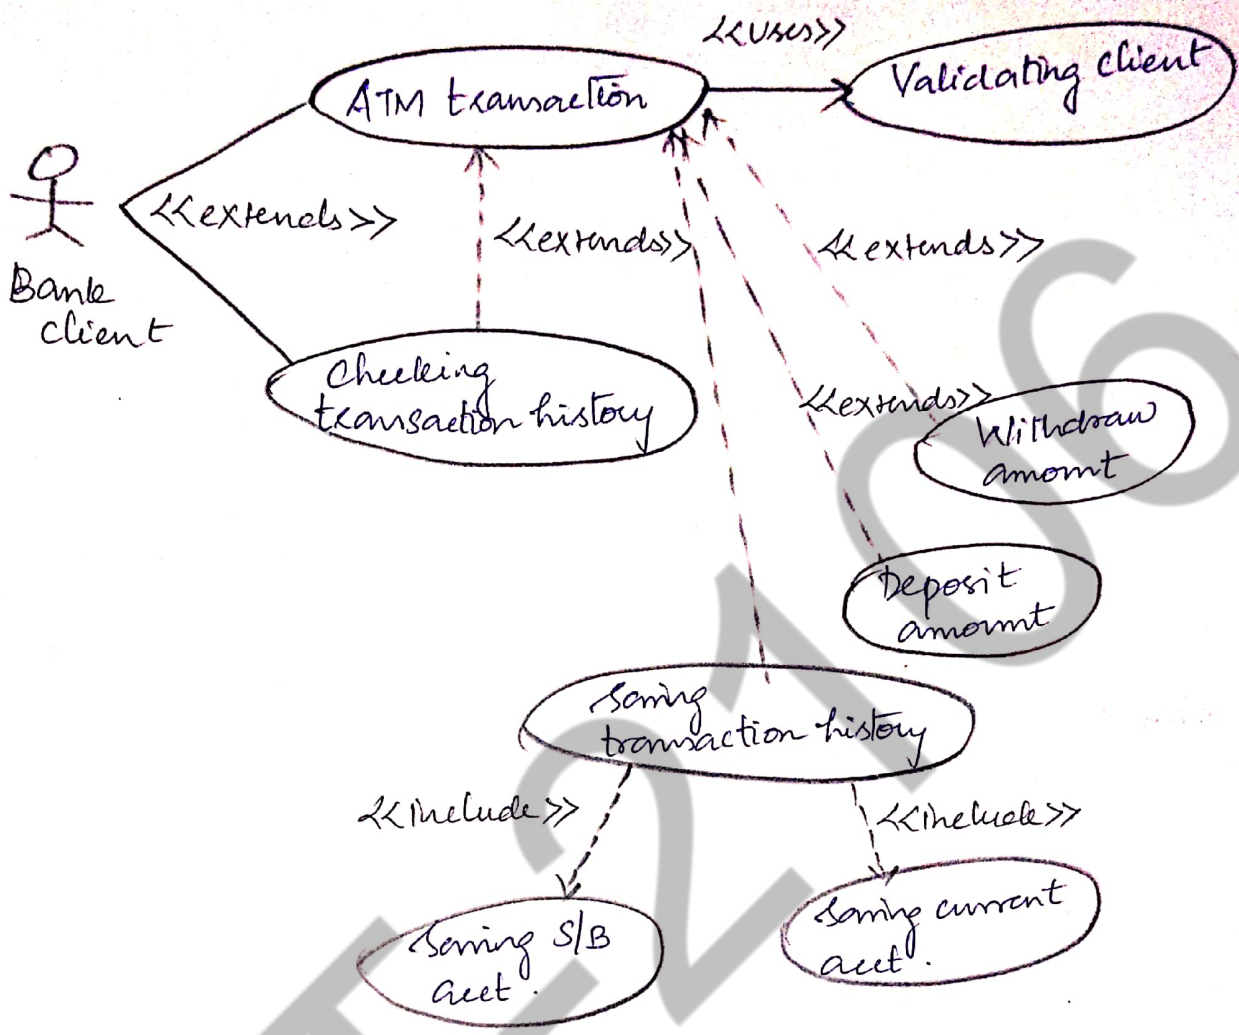 <<uses>>
ATM transaction
Validating client
<<extends>>
<<extends>>
<<extends>>
Bank
client
Checking
transaction history
<<extends>>
Withdraw
amount
Deposit
amount
Saving
transaction history
<<include>>
<<include>>
Saving S/B
acct.
Saving current
acct.
2106